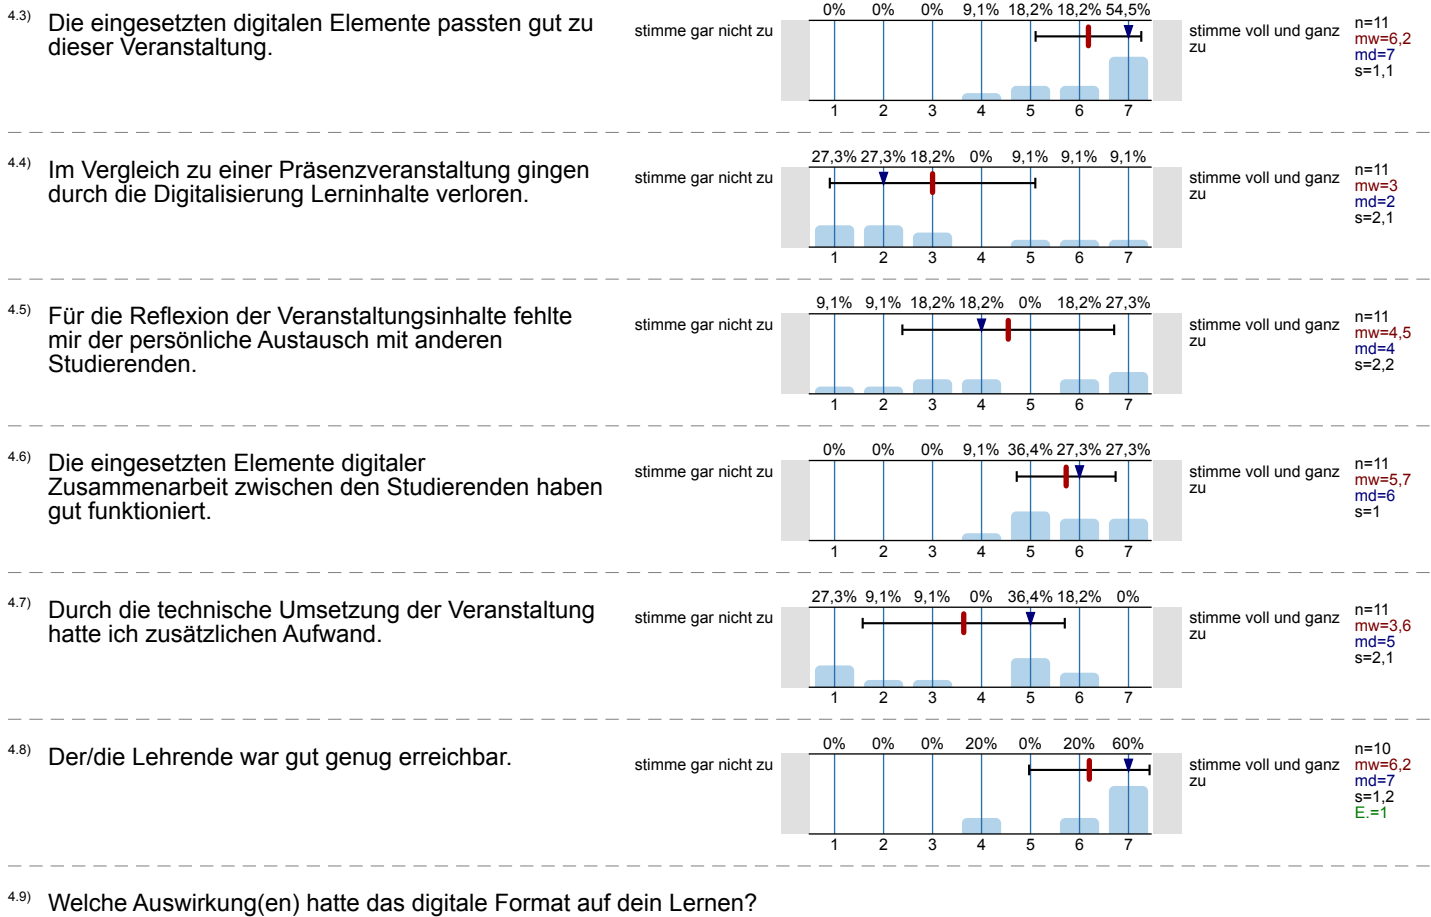 4.3) Die eingesetzten digitalen Elemente passten gut zu
dieser Veranstaltung.
stimme gar nicht zu
0% 0% 0% 9,1% 18,2% 18,2% 54,5%
1 2 3 4 5 6 7
stimme voll und ganz
zu
n=11
mw=6,2
md=7
s=1,1
4.4) Im Vergleich zu einer Präsenzveranstaltung gingen
durch die Digitalisierung Lerninhalte verloren.
stimme gar nicht zu
27,3% 27,3% 18,2% 0% 9,1% 9,1% 9,1%
1 2 3 4 5 6 7
stimme voll und ganz
zu
n=11
mw=3
md=2
s=2,1
4.5) Für die Reflexion der Veranstaltungsinhalte fehlte
mir der persönliche Austausch mit anderen
Studierenden.
stimme gar nicht zu
9,1% 9,1% 18,2% 18,2% 0% 18,2% 27,3%
1 2 3 4 5 6 7
stimme voll und ganz
zu
n=11
mw=4,5
md=4
s=2,2
4.6) Die eingesetzten Elemente digitaler
Zusammenarbeit zwischen den Studierenden haben
gut funktioniert.
stimme gar nicht zu
0% 0% 0% 9,1% 36,4% 27,3% 27,3%
1 2 3 4 5 6 7
stimme voll und ganz
zu
n=11
mw=5,7
md=6
s=1
4.7) Durch die technische Umsetzung der Veranstaltung
hatte ich zusätzlichen Aufwand.
stimme gar nicht zu
27,3% 9,1% 9,1% 0% 36,4% 18,2% 0%
1 2 3 4 5 6 7
stimme voll und ganz
zu
n=11
mw=3,6
md=5
s=2,1
4.8) Der/die Lehrende war gut genug erreichbar.
stimme gar nicht zu
0% 0% 0% 20% 0% 20% 60%
1 2 3 4 5 6 7
stimme voll und ganz
zu
n=10
mw=6,2
md=7
s=1,2
E.=1
4.9) Welche Auswirkung(en) hatte das digitale Format auf dein Lernen?